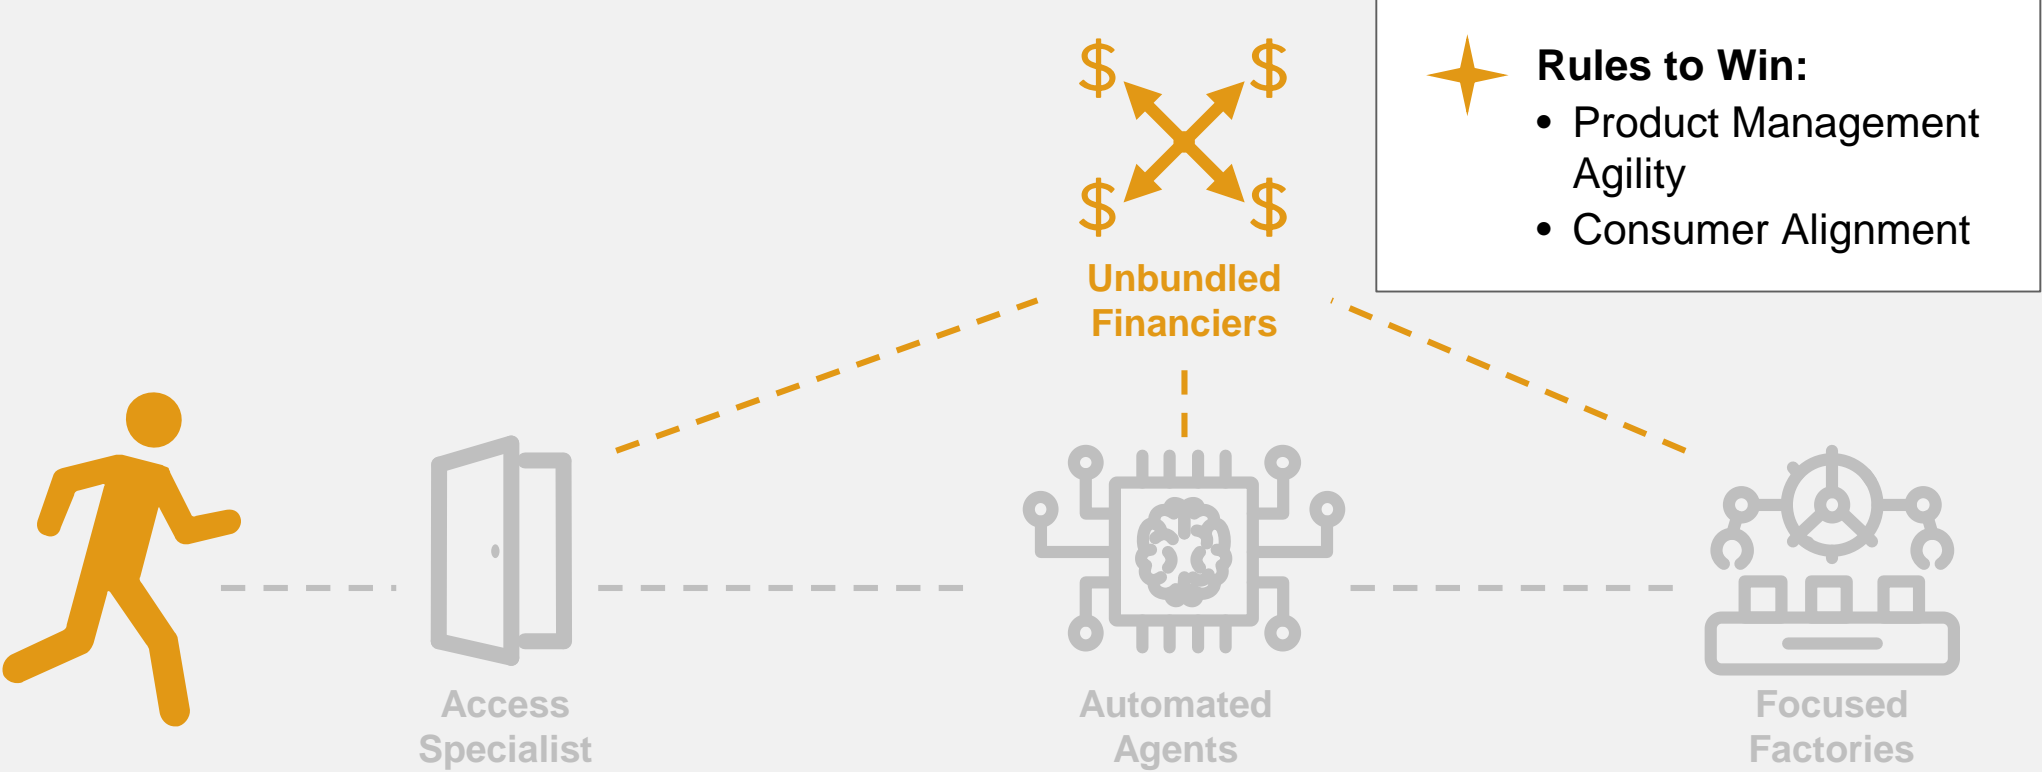 $ $
$ $
Rules to Win:
• Product Management
Agility
• Consumer Alignment
Unbundled
Financiers
Access
Specialist
Automated
Agents
Focused
Factories